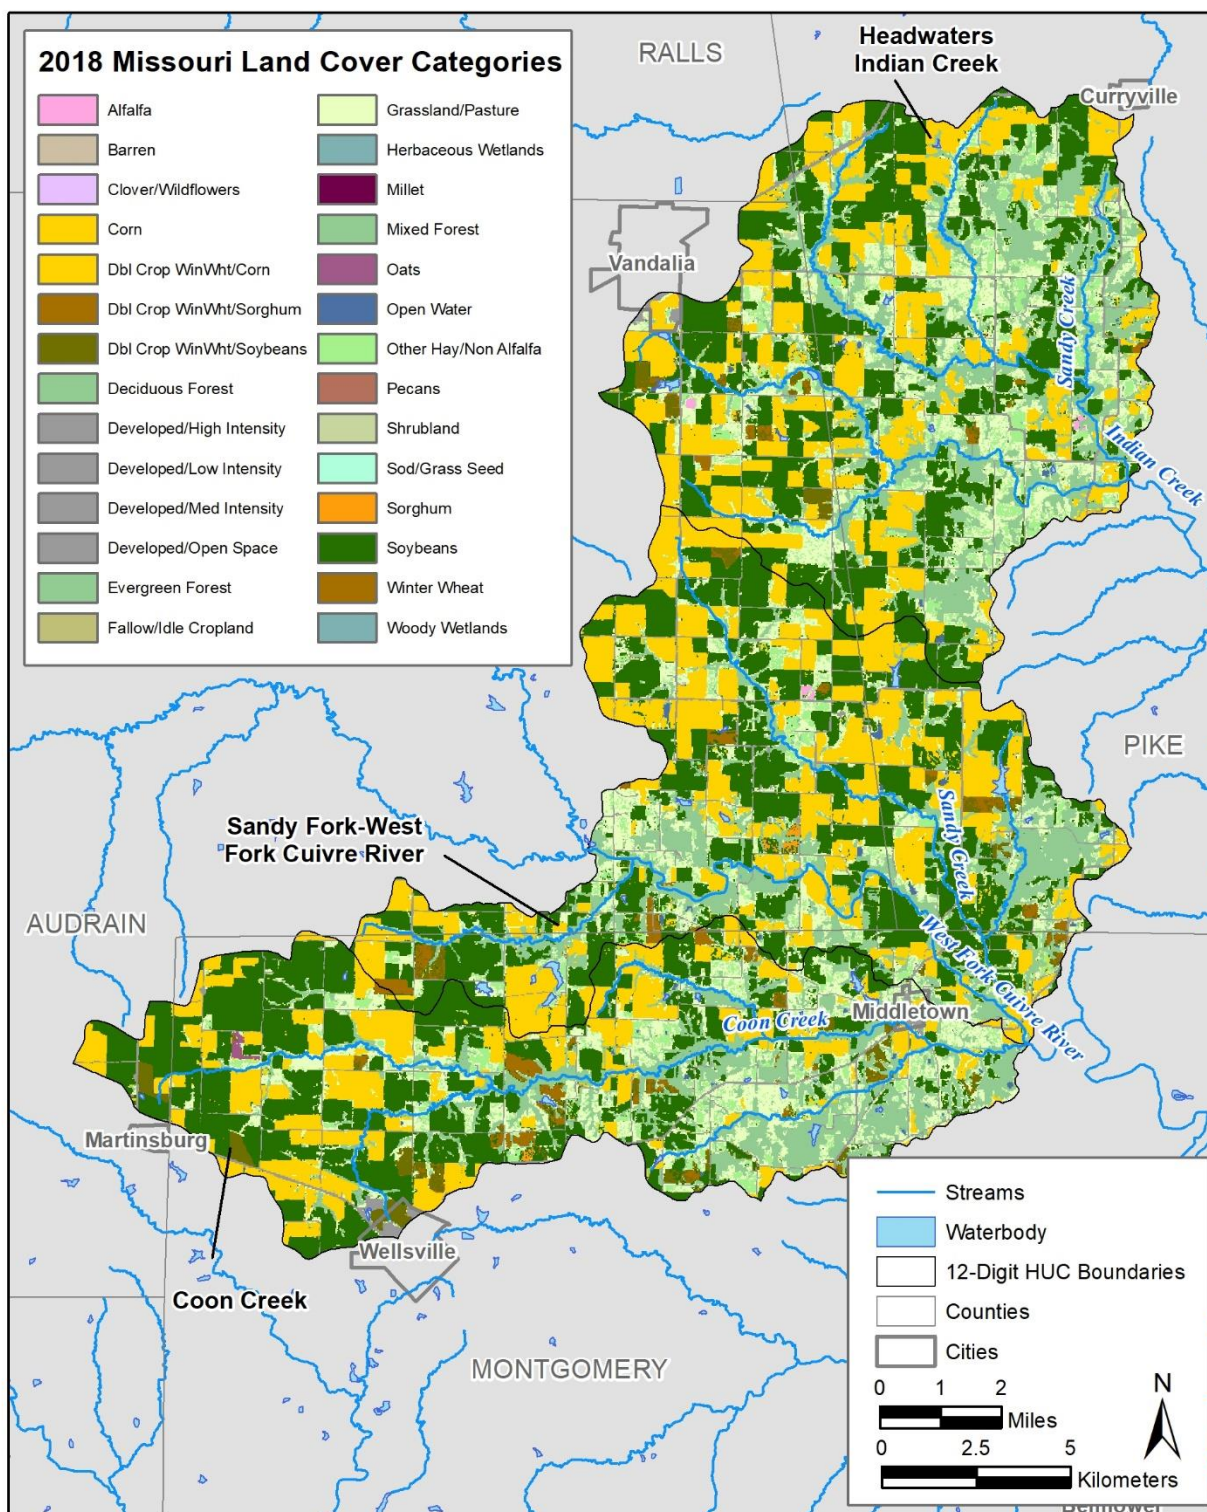 2018 Missouri Land Cover Categories
Alfalfa
Barren
Clover/Wildflowers
Corn
Dbl Crop WinWht/Corn
Dbl Crop WinWht/Sorghum
Dbl Crop WinWht/Soybeans
Deciduous Forest
Developed/High Intensity
Developed/Low Intensity
Developed/Med Intensity
Developed/Open Space
Evergreen Forest
Fallow/Idle Cropland
Grassland/Pasture
Herbaceous Wetlands
Millet
Mixed Forest
Oats
Open Water
Other Hay/Non Alfalfa
Pecans
Shrubland
Sod/Grass Seed
Sorghum
Soybeans
Winter Wheat
Woody Wetlands
RALLS
Headwaters
Indian Creek
Curryville
Vandalia
Sandy Creek
Indian Creek
PIKE
Sandy Fork-West
Fork Cuivre River
Sandy Creek
AUDRAIN
West Fork Cuivre River
Coon Creek
Middletown
Martinsburg
Wellsville
Coon Creek
MONTGOMERY
Streams
Waterbody
12-Digit HUC Boundaries
Counties
Cities
0 1 2
Miles
0 2.5 5
Kilometers
N